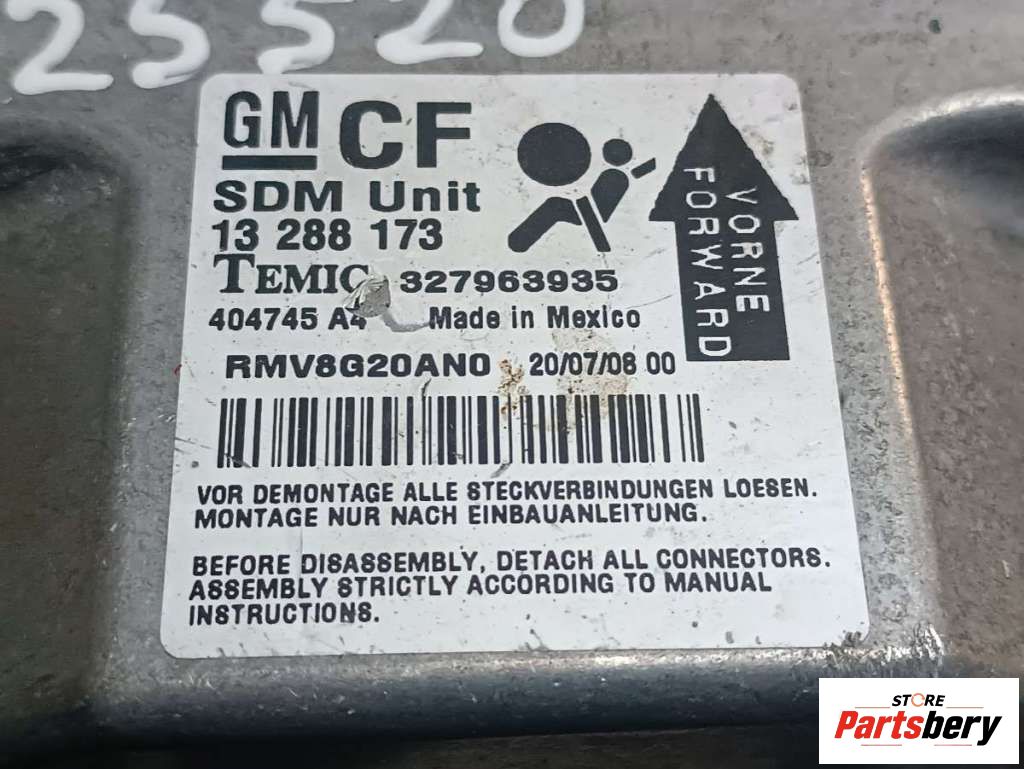 25520
GM CF
SDM Unit
13 288 173
TEMIC 327963935
404745 A4 Made in Mexico
RMV8G20AN0 20/07/08 00
VORNE
FORWARD
VOR DEMONTAGE ALLE STECKVERBINDUNGEN LOESEN.
MONTAGE NUR NACH EINBAUANLEITUNG.
BEFORE DISASSEMBLY, DETACH ALL CONNECTORS.
ASSEMBLY STRICTLY ACCORDING TO MANUAL
INSTRUCTIONS.
STORE
Partsbery